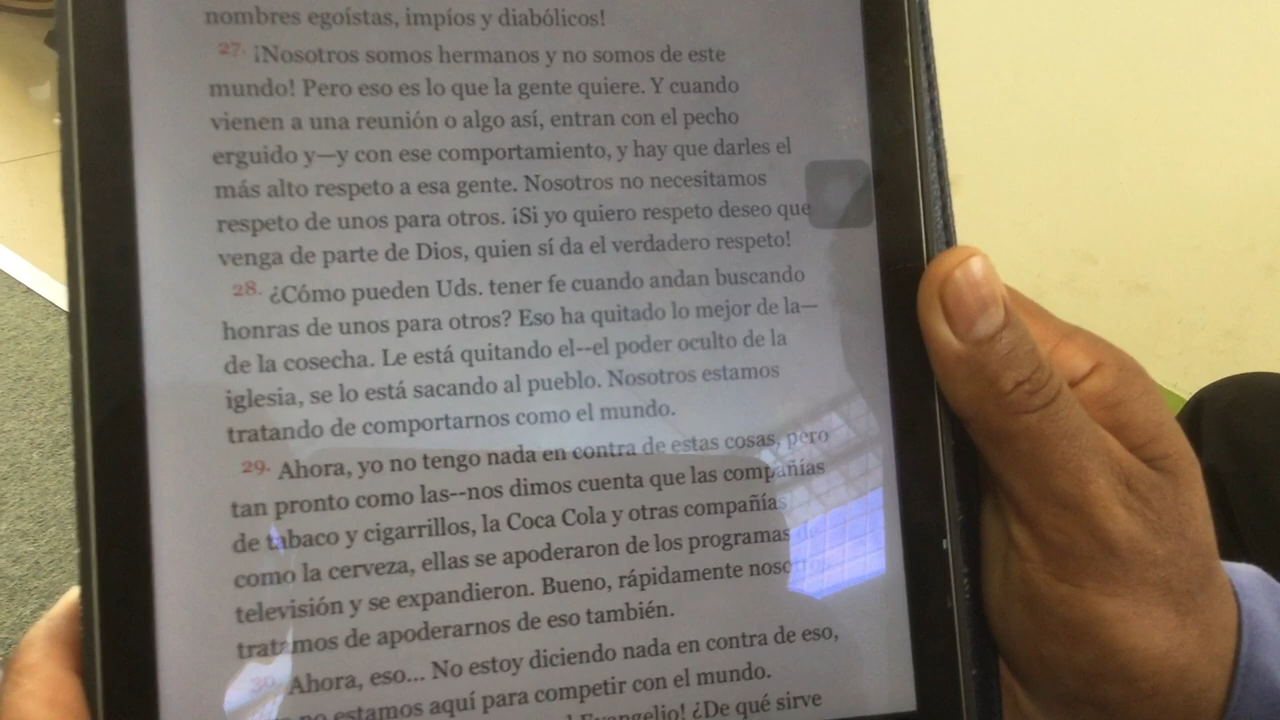 nombres egoístas, impíos y diabólicos!
27. ¡Nosotros somos hermanos y no somos de este
mundo! Pero eso es lo que la gente quiere. Y cuando
vienen a una reunión o algo así, entran con el pecho
erguido y—y con ese comportamiento, y hay que darles el
más alto respeto a esa gente. Nosotros no necesitamos
respeto de unos para otros. ¡Si yo quiero respeto deseo que
venga de parte de Dios, quien sí da el verdadero respeto!
28. ¿Cómo pueden Uds. tener fe cuando andan buscando
honras de unos para otros? Eso ha quitado lo mejor de la—
de la cosecha. Le está quitando el--el poder oculto de la
iglesia, se lo está sacando al pueblo. Nosotros estamos
tratando de comportarnos como el mundo.
29. Ahora, yo no tengo nada en contra de estas cosas, pero
tan pronto como las--nos dimos cuenta que las compañías
de tabaco y cigarrillos, la Coca Cola y otras compañías
como la cerveza, ellas se apoderaron de los programas de
televisión y se expandieron. Bueno, rápidamente nosotros
tratamos de apoderarnos de eso también.
30. Ahora, eso... No estoy diciendo nada en contra de eso,
no estamos aquí para competir con el mundo.
Evangelio! ¿De qué sirve